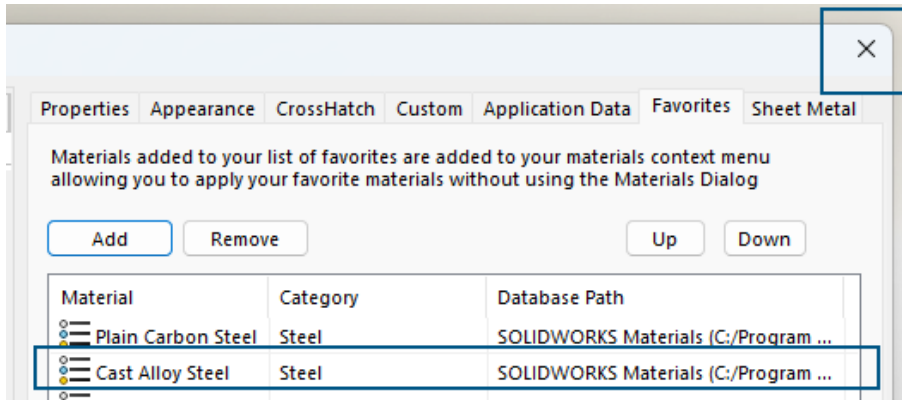 Properties Appearance CrossHatch Custom Application Data Favorites Sheet Metal
Materials added to your list of favorites are added to your materials context menu
allowing you to apply your favorite materials without using the Materials Dialog
Add Remove Up Down
Material Category Database Path
Plain Carbon Steel Steel SOLIDWORKS Materials (C:/Program ...
Cast Alloy Steel Steel SOLIDWORKS Materials (C:/Program ...